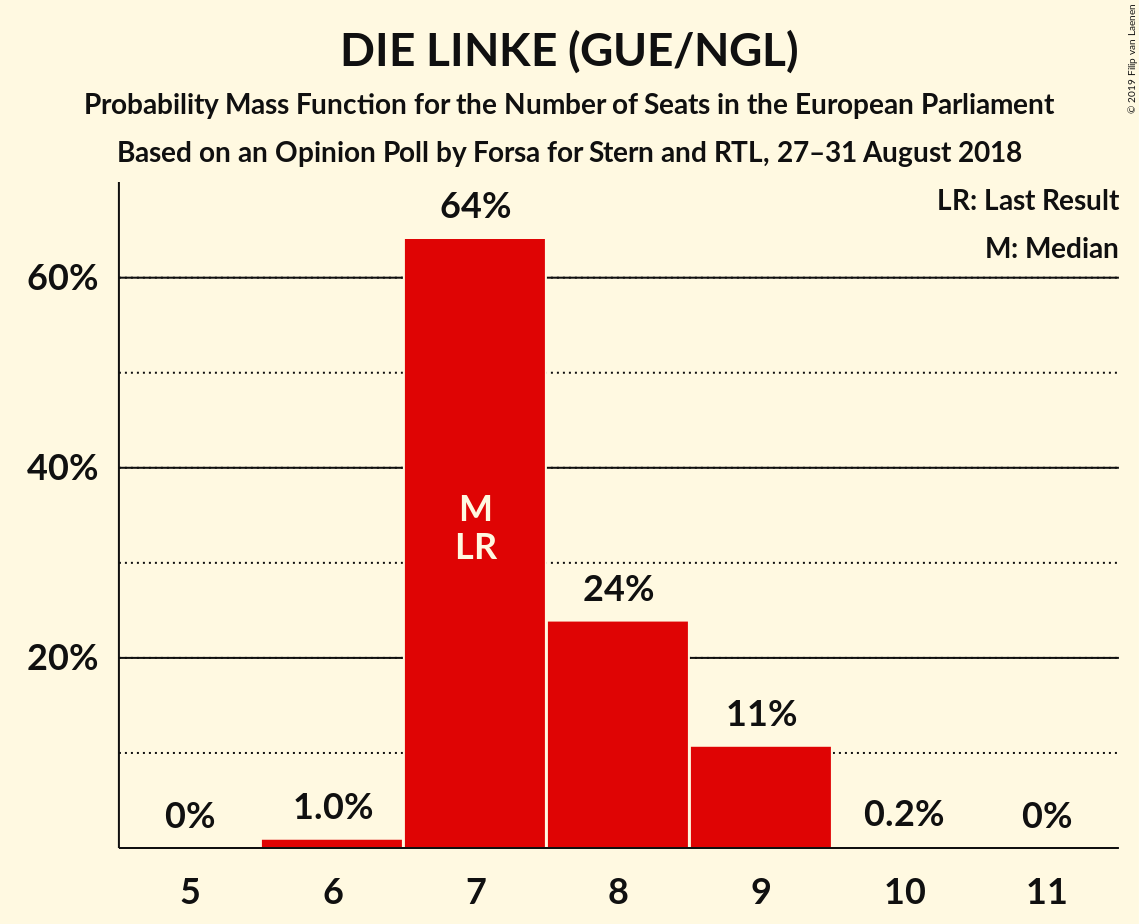 DIE LINKE (GUE/NGL)
Probability Mass Function for the Number of Seats in the European Parliament
Based on an Opinion Poll by Forsa for Stern and RTL, 27–31 August 2018
© 2019 Filip van Laenen
LR: Last Result
M: Median
60%
40%
20%
0%
1.0%
64%
M
LR
24%
11%
0.2%
0%
5
6
7
8
9
10
11